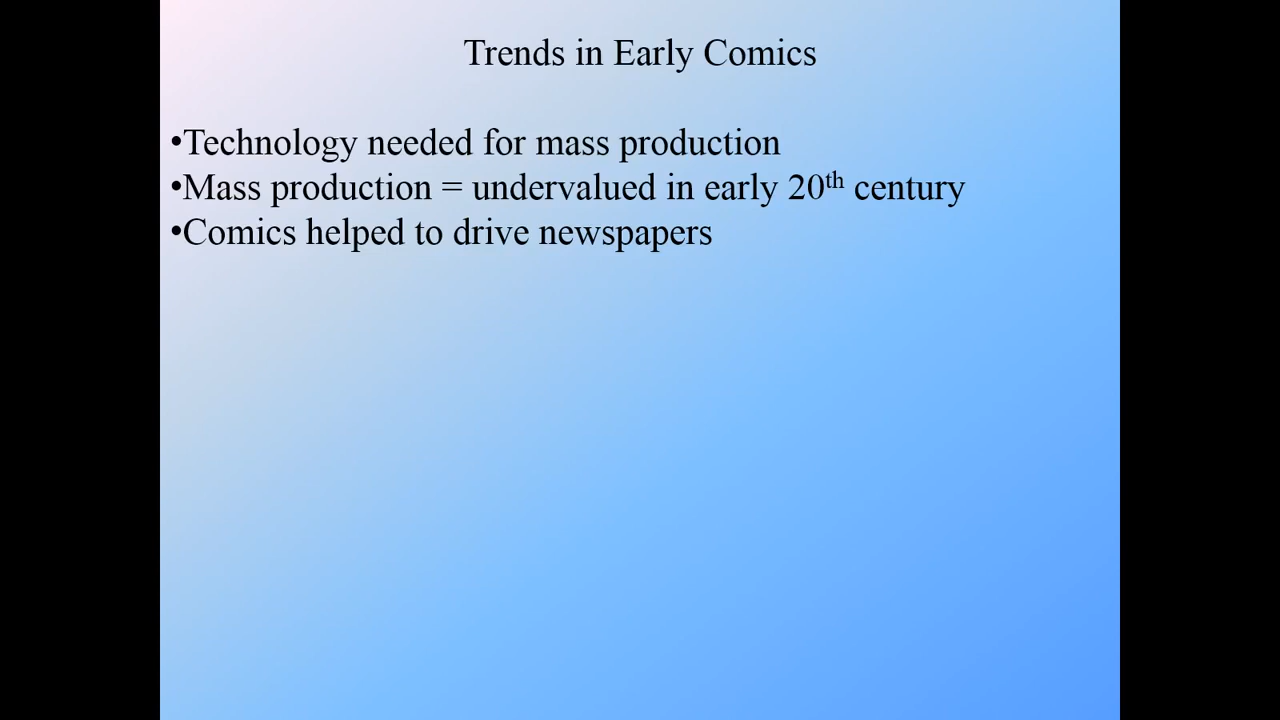 Trends in Early Comics
•Technology needed for mass production
•Mass production = undervalued in early 20th century
•Comics helped to drive newspapers